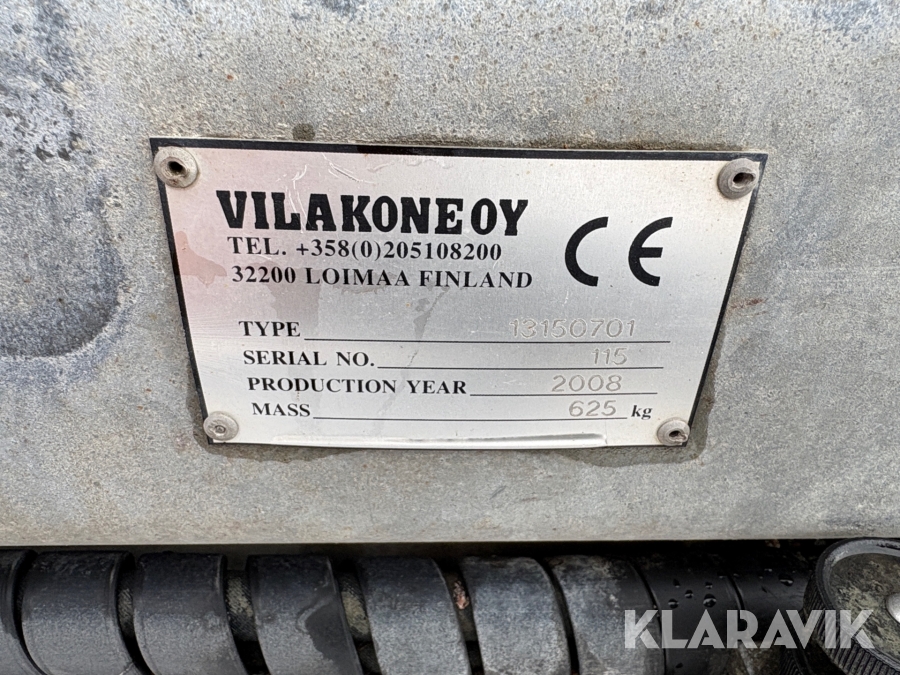 VILAKONE OY
TEL. +358(0)205108200
32200 LOIMAA FINLAND
CE
TYPE 13150701
SERIAL NO. 115
PRODUCTION YEAR 2008
MASS 625 kg
KLARAVIK